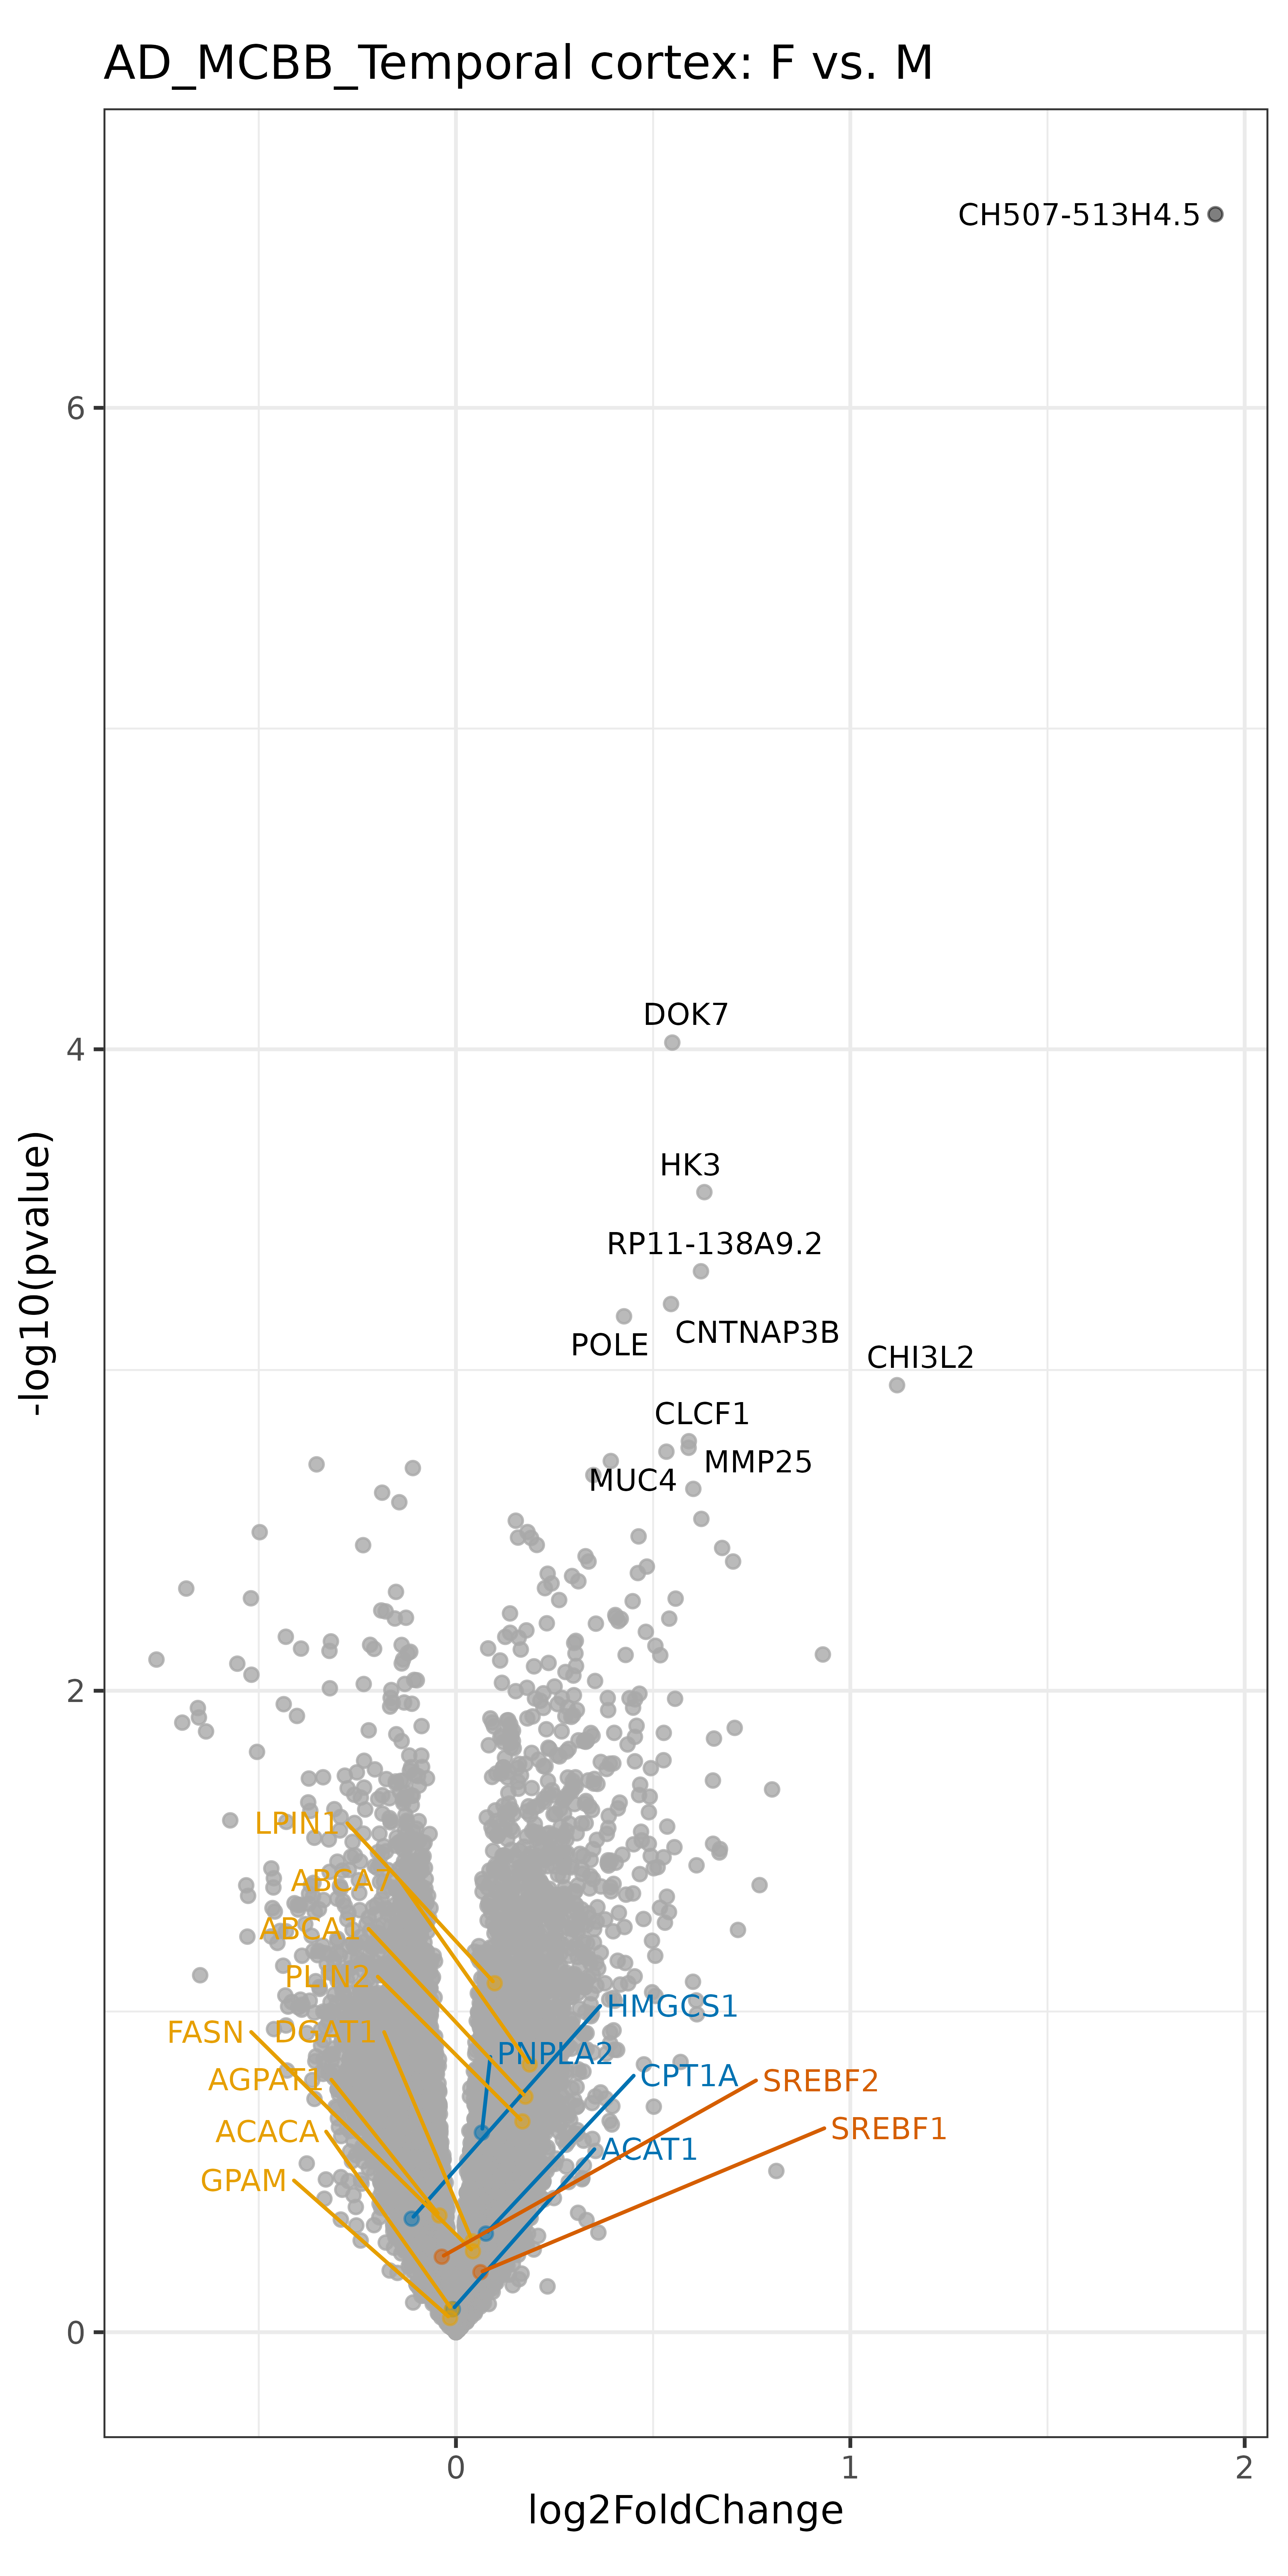 AD_MCBB_Temporal cortex: F vs. M
CH507-513H4.5
6
DOK7
4
HK3
RP11-138A9.2
CNTNAP3B
POLE
CHI3L2
CLCF1
MMP25
MUC4
-log10(pvalue)
2
LPIN1
ABCA7
ABCA1
PLIN2
HMGCS1
FASN
DGAT1
PNPLA2
CPT1A
AGPAT1
SREBF2
SREBF1
ACACA
ACAT1
GPAM
0
0
1
2
log2FoldChange